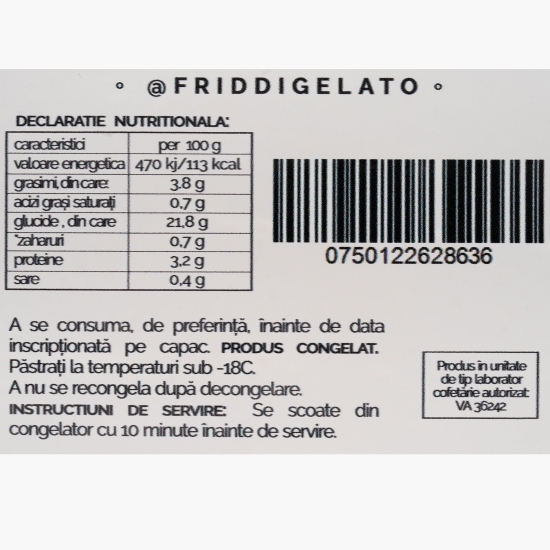 @FRIDDIGELATO
DECLARATIE NUTRITIONALA:
caracteristici per 100 g
valoare energetica 470 kj/113 kcal
grasimi, din care: 3.8 g
acizi grași saturați 0,7 g
glucide , din care 21,8 g
*zaharuri 0,7 g
proteine 3,2 g
sare 0,4 g
0750122628636
A se consuma, de preferință, înainte de data
inscripționată pe capac. PRODUS CONGELAT.
Păstrați la temperaturi sub -18C.
A nu se recongela după decongelare.
INSTRUCTIUNI DE SERVIRE: Se scoate din
congelator cu 10 minute înainte de servire.
Produs în unitate
de tip laborator
cofetărie autorizat:
VA 36242